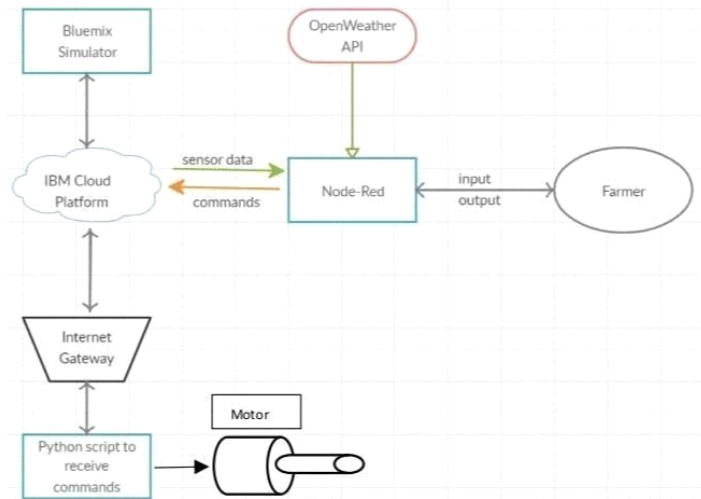 Bluemix
Simulator
OpenWeather
API
sensor data
IBM Cloud
Platform
commands
Node-Red
input
output
Farmer
Internet
Gateway
Motor
Python script to
receive
commands